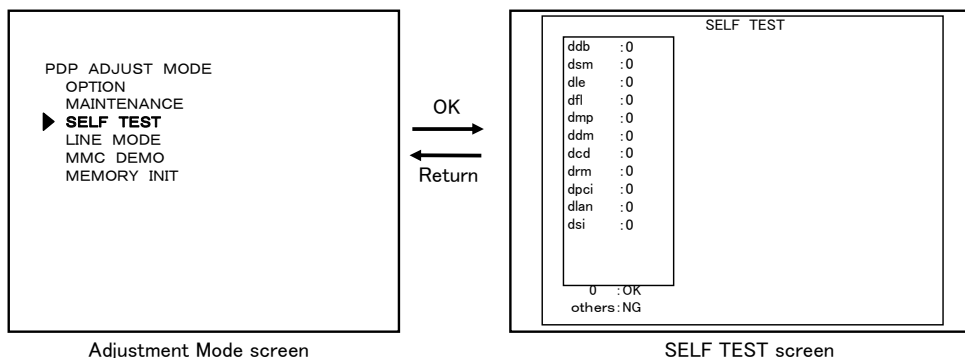 PDP ADJUST MODE
OPTION
MAINTENANCE
SELF TEST
LINE MODE
MMC DEMO
MEMORY INIT
Adjustment Mode screen
OK
Return
SELF TEST
ddb :0
dsm :0
dle :0
dfl :0
dmp :0
ddm :0
dcd :0
drm :0
dpci :0
dlan :0
dsi :0
0 :OK
others:NG
SELF TEST screen